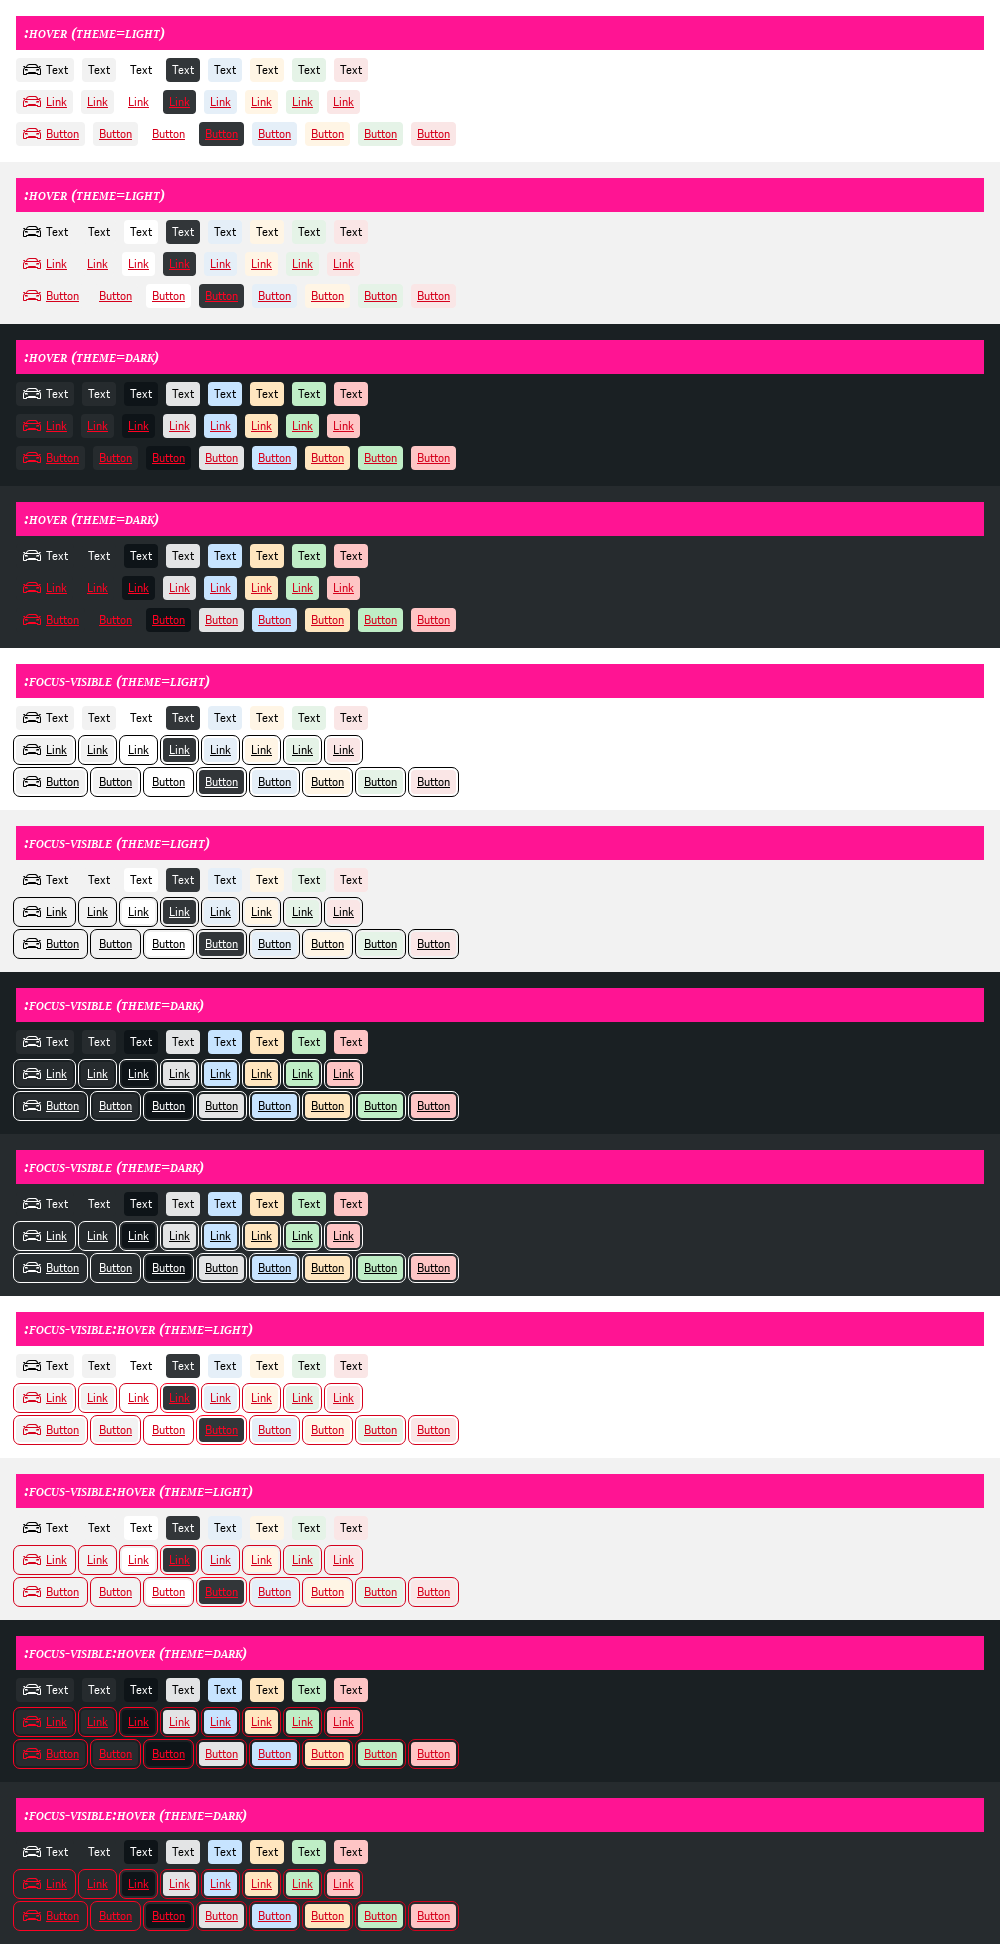 :HOVER (THEME=LIGHT)
Text Text Text Text Text Text Text Text
Link Link Link Link Link Link Link Link
Button Button Button Button Button Button Button Button
:HOVER (THEME=LIGHT)
Text Text Text Text Text Text Text Text
Link Link Link Link Link Link Link Link
Button Button Button Button Button Button Button Button
:HOVER (THEME=DARK)
Text Text Text Text Text Text Text Text
Link Link Link Link Link Link Link Link
Button Button Button Button Button Button Button Button
:HOVER (THEME=DARK)
Text Text Text Text Text Text Text Text
Link Link Link Link Link Link Link Link
Button Button Button Button Button Button Button Button
:FOCUS-VISIBLE (THEME=LIGHT)
Text Text Text Text Text Text Text Text
Link Link Link Link Link Link Link Link
Button Button Button Button Button Button Button Button
:FOCUS-VISIBLE (THEME=LIGHT)
Text Text Text Text Text Text Text Text
Link Link Link Link Link Link Link Link
Button Button Button Button Button Button Button Button
:FOCUS-VISIBLE (THEME=DARK)
Text Text Text Text Text Text Text Text
Link Link Link Link Link Link Link Link
Button Button Button Button Button Button Button Button
:FOCUS-VISIBLE (THEME=DARK)
Text Text Text Text Text Text Text Text
Link Link Link Link Link Link Link Link
Button Button Button Button Button Button Button Button
:FOCUS-VISIBLE:HOVER (THEME=LIGHT)
Text Text Text Text Text Text Text Text
Link Link Link Link Link Link Link Link
Button Button Button Button Button Button Button Button
:FOCUS-VISIBLE:HOVER (THEME=LIGHT)
Text Text Text Text Text Text Text Text
Link Link Link Link Link Link Link Link
Button Button Button Button Button Button Button Button
:FOCUS-VISIBLE:HOVER (THEME=DARK)
Text Text Text Text Text Text Text Text
Link Link Link Link Link Link Link Link
Button Button Button Button Button Button Button Button
:FOCUS-VISIBLE:HOVER (THEME=DARK)
Text Text Text Text Text Text Text Text
Link Link Link Link Link Link Link Link
Button Button Button Button Button Button Button Button